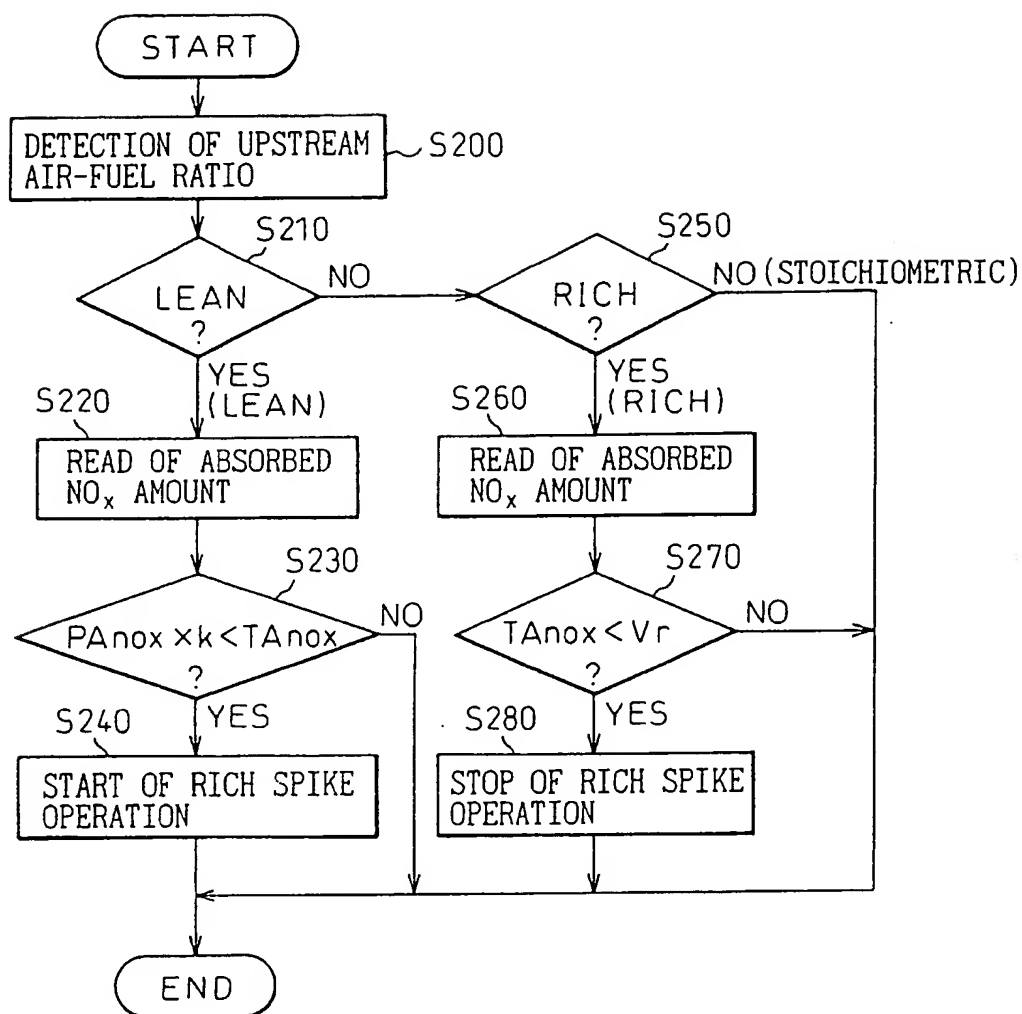 START
DETECTION OF UPSTREAM
AIR-FUEL RATIO
S200
S210
LEAN
?
NO
YES
(LEAN)
S250
RICH
?
NO (STOICHIOMETRIC)
YES
(RICH)
S220
READ OF ABSORBED
NOx AMOUNT
S260
READ OF ABSORBED
NOx AMOUNT
S230
PAnox×k<TAnox
?
NO
YES
S270
TAnox<Vr
?
NO
YES
S240
START OF RICH SPIKE
OPERATION
S280
STOP OF RICH SPIKE
OPERATION
END